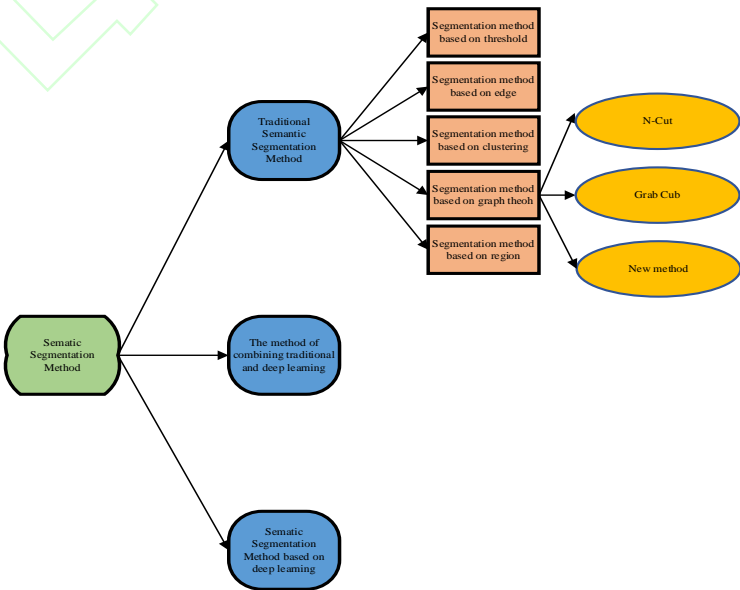 Segmentation method
based on threshold
Segmentation method
based on edge
Segmentation method
based on clustering
Segmentation method
based on graph theoh
Segmentation method
based on region
N-Cut
Grab Cub
New method
Traditional
Semantic
Segmentation
Method
Sematic
Segmentation
Method
The method of
combining traditional
and deep learning
Sematic
Segmentation
Method based on
deep learning